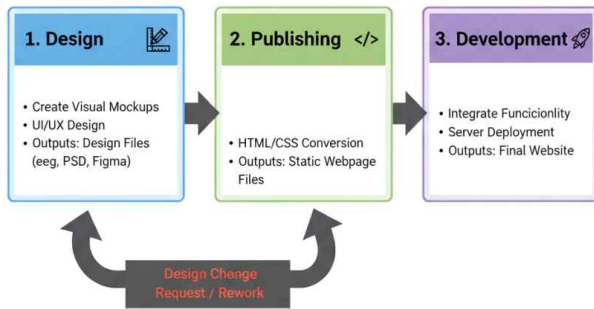 1. Design
• Create Visual Mockups
• UI/UX Design
• Outputs: Design Files
(eeg, PSD, Figma)
2. Publishing </>
• HTML/CSS Conversion
• Outputs: Static Webpage
Files
3. Development
• Integrate Funcicionlity
• Server Deployment
• Outputs: Final Website
Design Change
Request / Rework